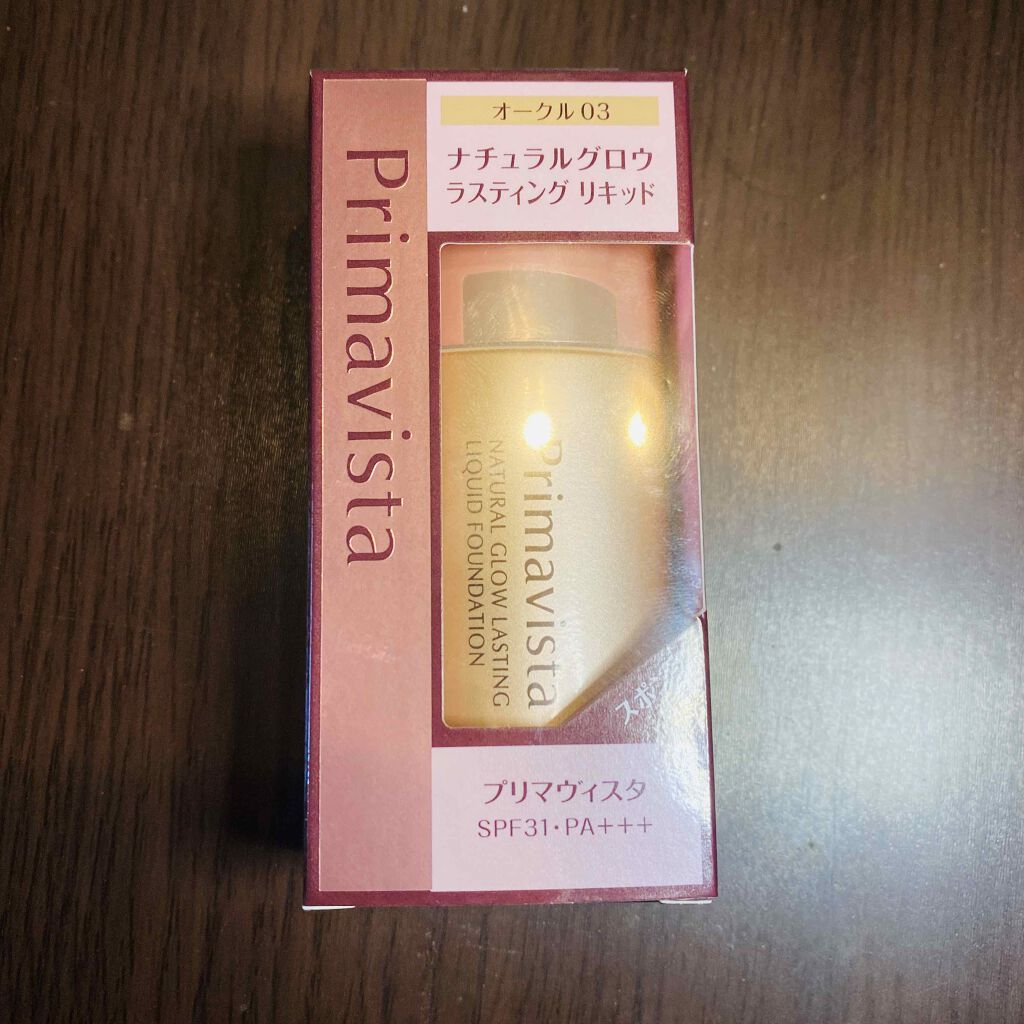 オークル 03
ナチュラルグロウ
ラスティング リキッド
Primavista
Primavista
NATURAL GLOW LASTING
LIQUID FOUNDATION
プリマヴィスタ
SPF31・PA+++